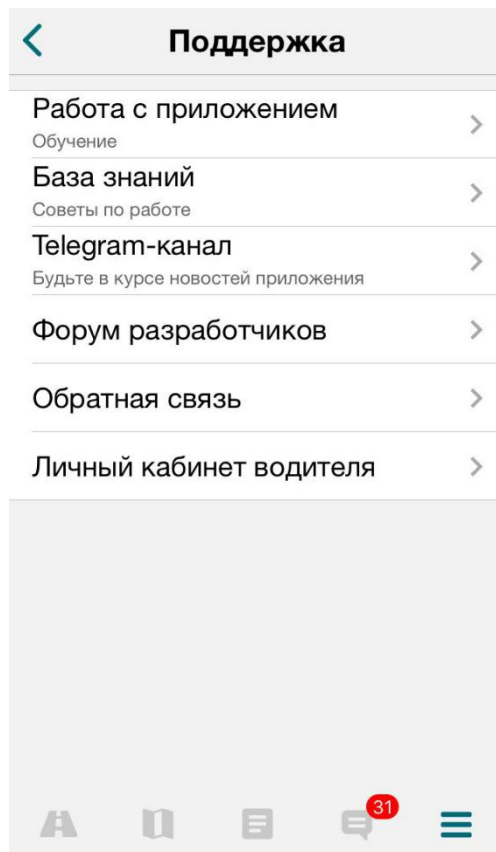 Поддержка
Работа с приложением
Обучение
База знаний
Советы по работе
Telegram-канал
Будьте в курсе новостей приложения
Форум разработчиков
Обратная связь
Личный кабинет водителя
31